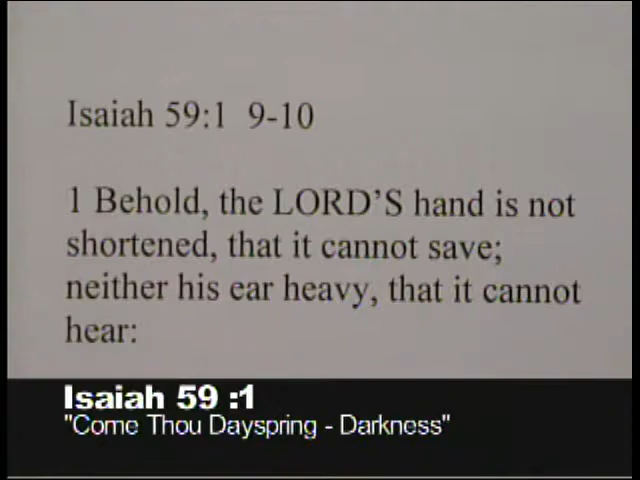 Isaiah 59:1  9-10
1 Behold, the LORD'S hand is not
shortened, that it cannot save;
neither his ear heavy, that it cannot
hear:
Isaiah 59 :1
"Come Thou Dayspring - Darkness"